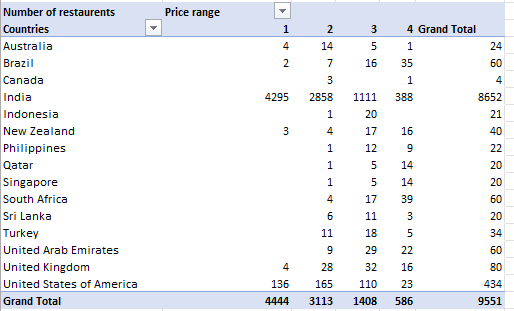 Number of restaurents Price range
Countries 1 2 3 4 Grand Total
Australia 4 14 5 1 24
Brazil 2 7 16 35 60
Canada 3 1 4
India 4295 2858 1111 388 8652
Indonesia 1 20 21
New Zealand 3 4 17 16 40
Philippines 1 12 9 22
Qatar 1 5 14 20
Singapore 1 5 14 20
South Africa 4 17 39 60
Sri Lanka 6 11 3 20
Turkey 11 18 5 34
United Arab Emirates 9 29 22 60
United Kingdom 4 28 32 16 80
United States of America 136 165 110 23 434
Grand Total 4444 3113 1408 586 9551